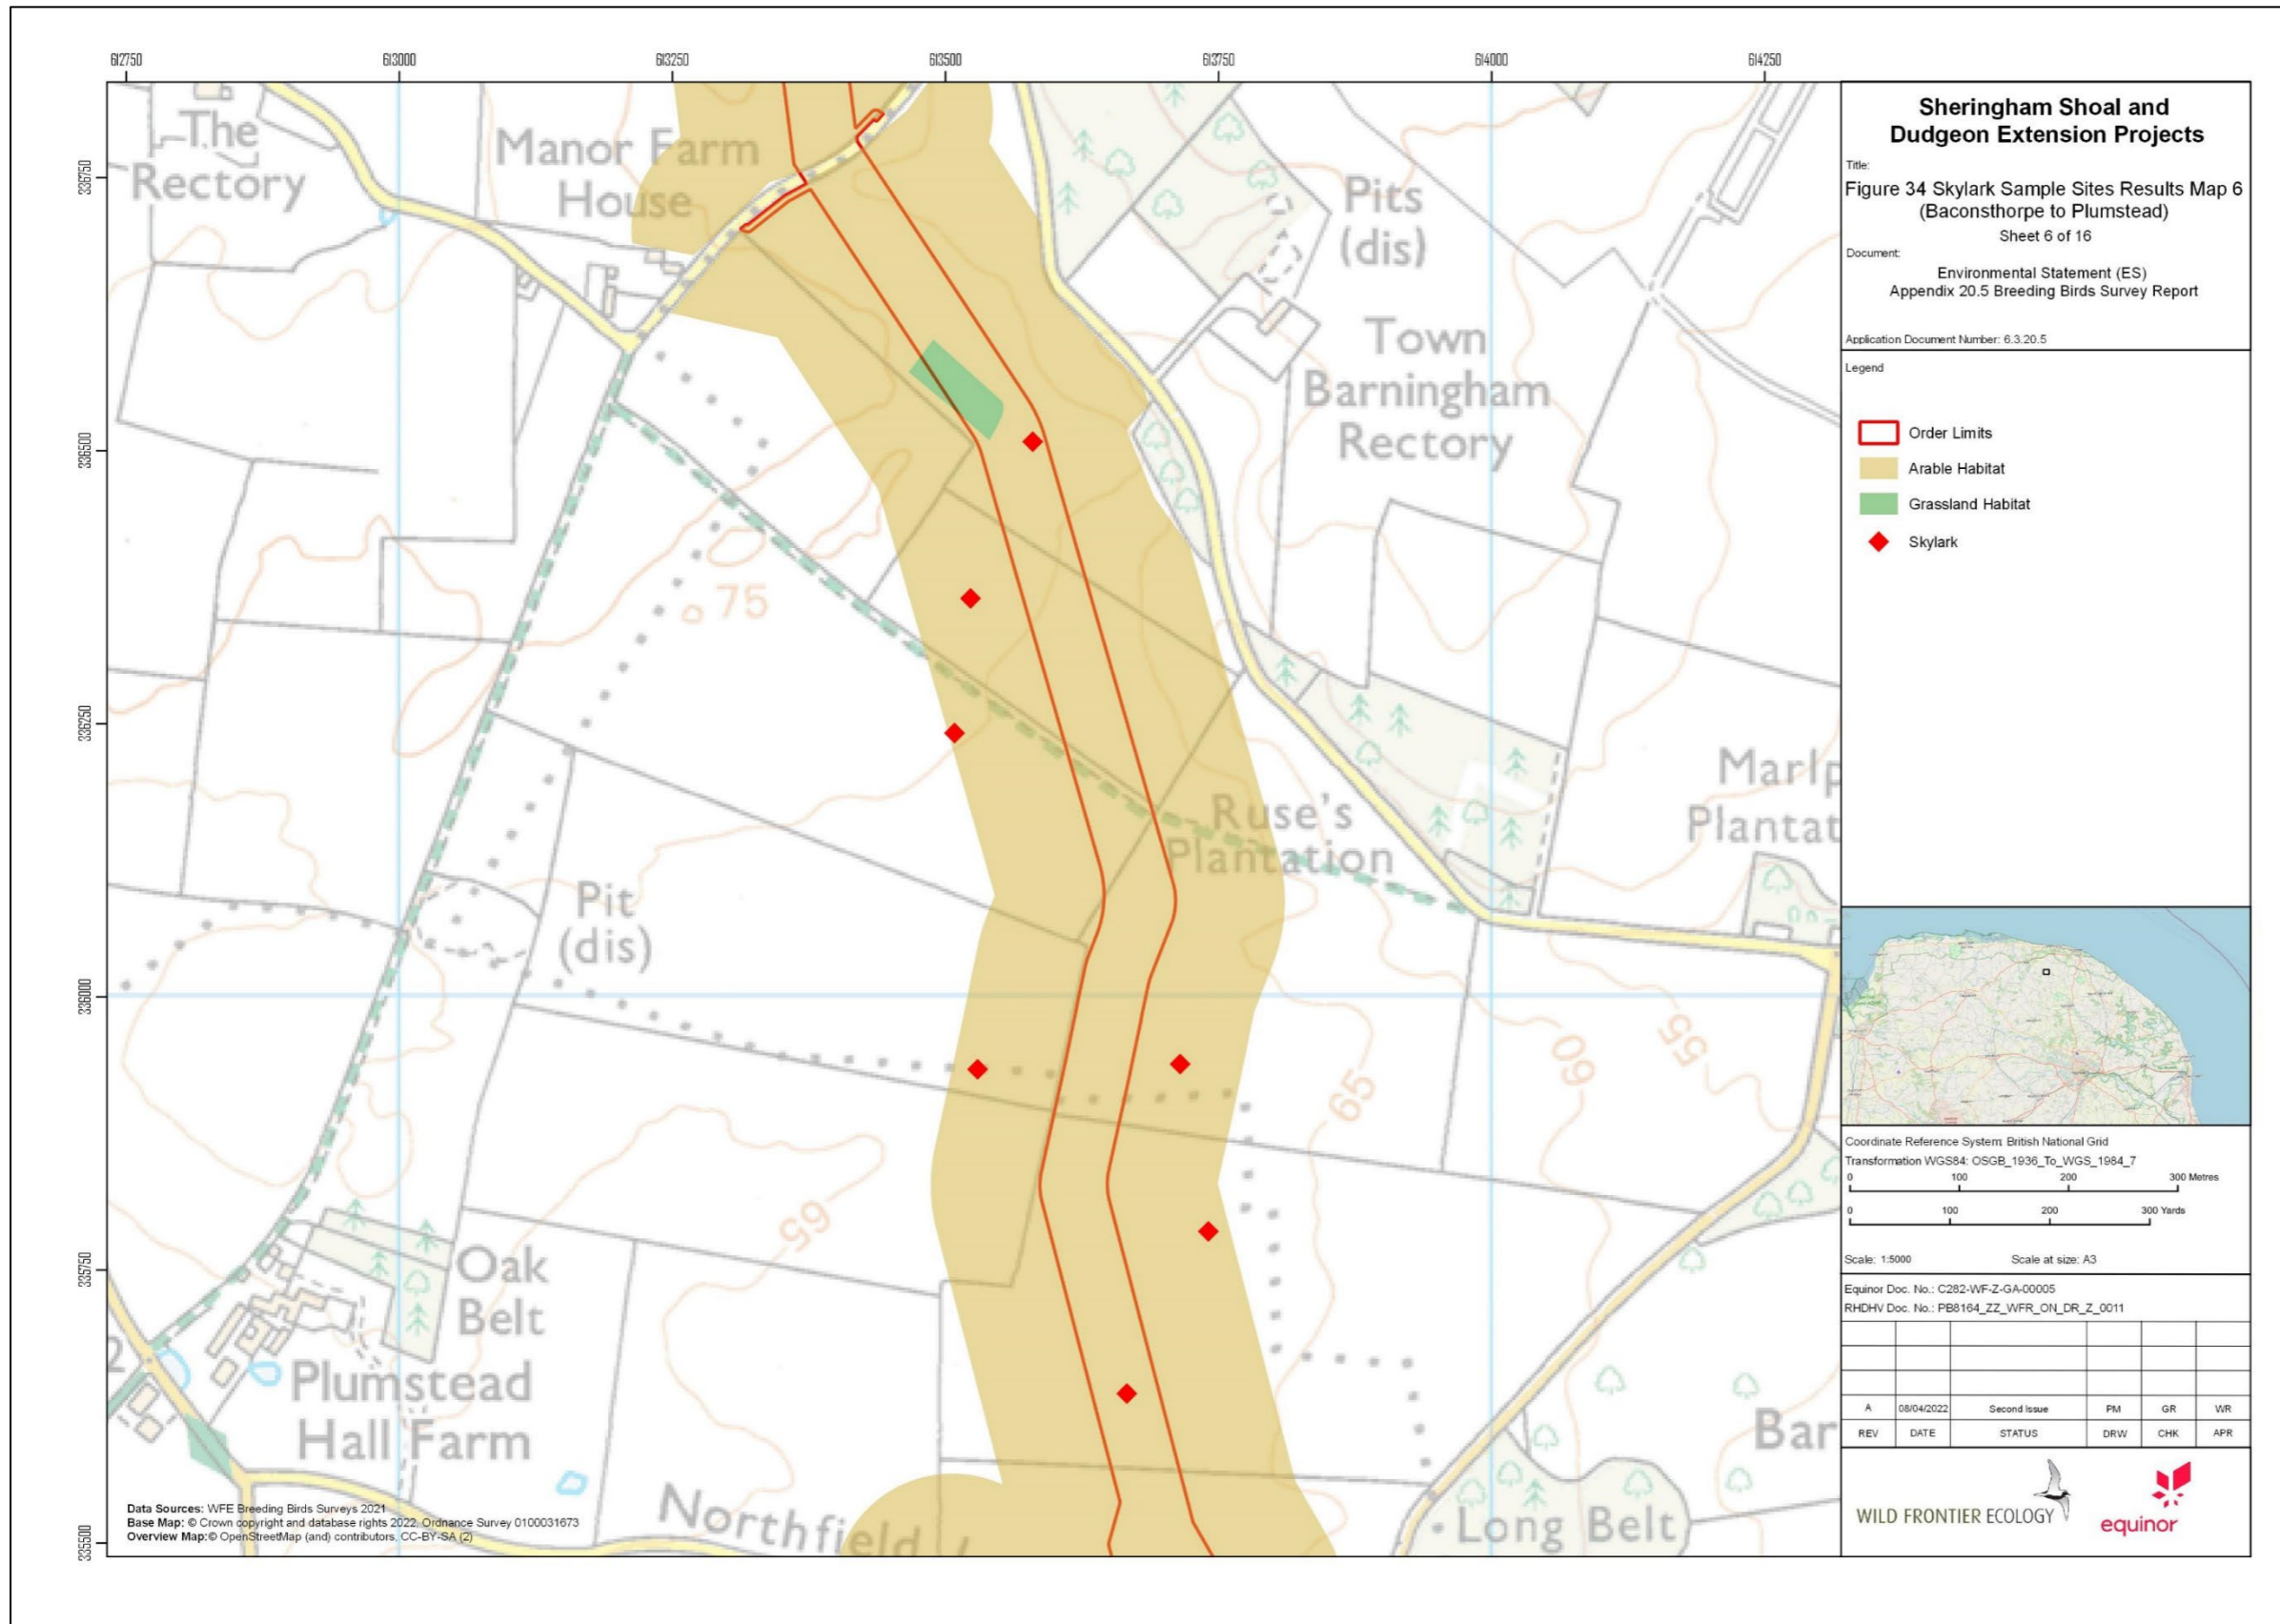 612750 613000 613250 613500 613750 614000 614250
336750
336500
336250
336000
335750
335500
The
Rectory
Manor Farm
House
Pits
(dis)
Town
Barningham
Rectory
75
Ruse's
Plantation
Marlp
Plantat
Pit
(dis)
65
60
55
65
Oak
Belt
2
Plumstead
Hall Farm
Northfield
Long Belt
Bar
Data Sources: WFE Breeding Birds Surveys 2021
Base Map: © Crown copyright and database rights 2022. Ordnance Survey 0100031673
Overview Map:© OpenStreetMap (and) contributors, CC-BY-SA (2)
Sheringham Shoal and
Dudgeon Extension Projects
Title:
Figure 34 Skylark Sample Sites Results Map 6
(Baconsthorpe to Plumstead)
Sheet 6 of 16
Document:
Environmental Statement (ES)
Appendix 20.5 Breeding Birds Survey Report
Application Document Number: 6.3.20.5
Legend
Order Limits
Arable Habitat
Grassland Habitat
Skylark
Coordinate Reference System: British National Grid
Transformation WGS84: OSGB_1936_To_WGS_1984_7
0 100 200 300 Metres
0 100 200 300 Yards
Scale: 1:5000 Scale at size: A3
Equinor Doc. No.: C282-WF-Z-GA-00005
RHDHV Doc. No.: PB8164_ZZ_WFR_ON_DR_Z_0011
A 08/04/2022 Second Issue PM GR WR
REV DATE STATUS DRW CHK APR
WILD FRONTIER ECOLOGY
equinor